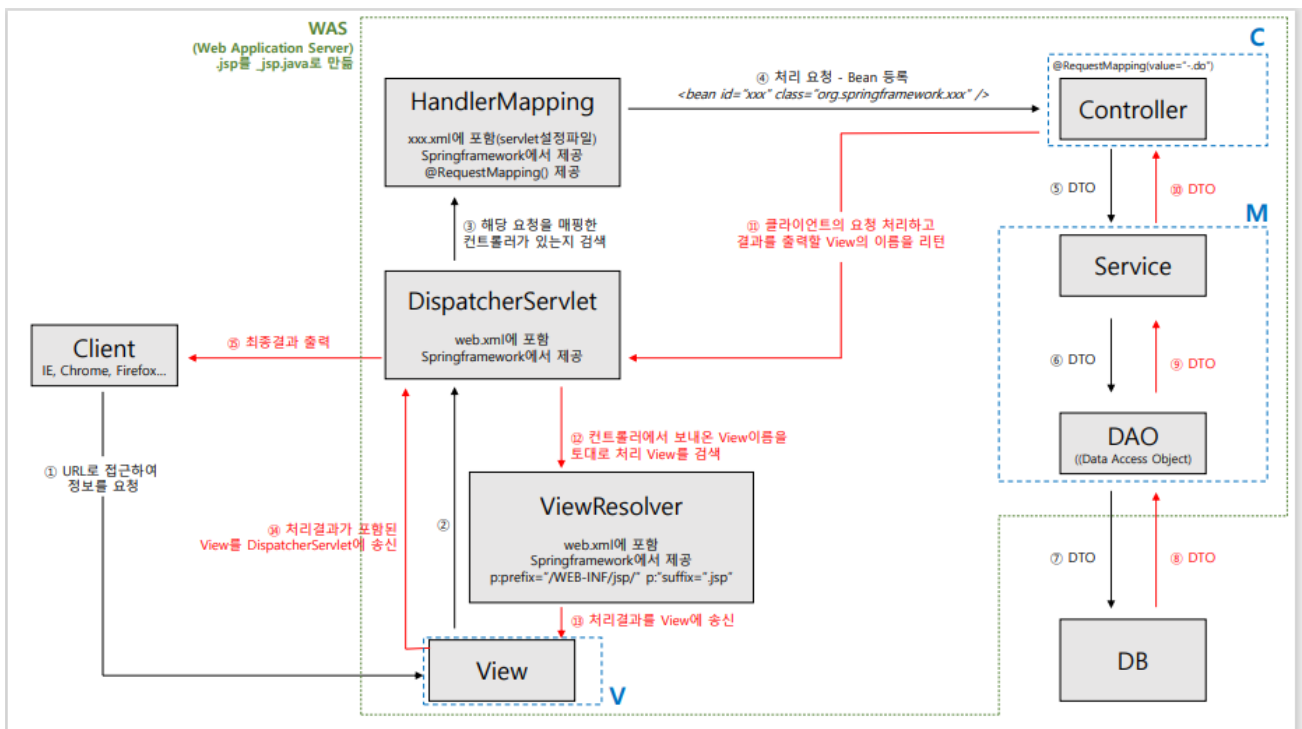 WAS
(Web Application Server)
.jsp를 _jsp.java로 만듦
C
@RequestMapping(value="-.do")
Controller
④ 처리 요청 - Bean 등록
<bean id="xxx" class="org.springframework.xxx" />
HandlerMapping
xxx.xml에 포함(servlet설정파일)
Springframework에서 제공
@RequestMapping() 제공
⑤ DTO
⑩ DTO
③ 해당 요청을 매핑한
컨트롤러가 있는지 검색
⑪ 클라이언트의 요청 처리하고
결과를 출력할 View의 이름을 리턴
M
Service
DispatcherServlet
web.xml에 포함
Springframework에서 제공
Client
IE, Chrome, Firefox...
⑮ 최종결과 출력
⑥ DTO
⑨ DTO
DAO
((Data Access Object)
① URL로 접근하여
정보를 요청
⑫ 컨트롤러에서 보내온 View이름을
토대로 처리 View를 검색
ViewResolver
web.xml에 포함
Springframework에서 제공
p:prefix="/WEB-INF/jsp/" p:"suffix=".jsp"
⑭ 처리결과가 포함된
View를 DispatcherServlet에 송신
②
⑦ DTO
⑧ DTO
⑬ 처리결과를 View에 송신
View
V
DB